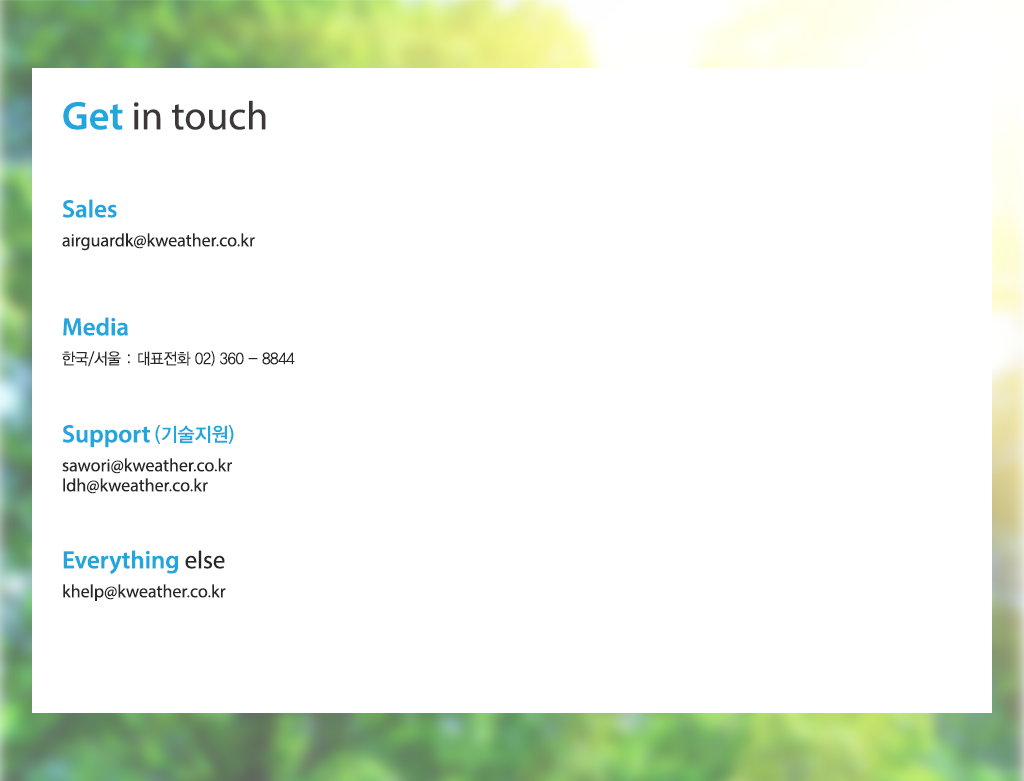 Get in touch
Sales
airguardk@kweather.co.kr
Media
한국/서울 : 대표전화 02) 360 - 8844
Support (기술지원)
sawori@kweather.co.kr
ldh@kweather.co.kr
Everything else
khelp@kweather.co.kr